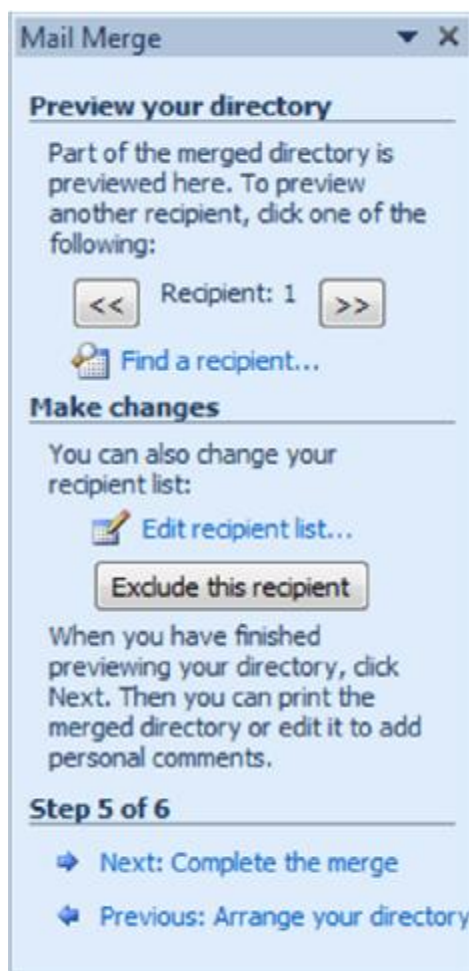 Mail Merge
Preview your directory
Part of the merged directory is
previewed here. To preview
another recipient, click one of the
following:
<< Recipient: 1 >>
Find a recipient...
Make changes
You can also change your
recipient list:
Edit recipient list...
Exclude this recipient
When you have finished
previewing your directory, click
Next. Then you can print the
merged directory or edit it to add
personal comments.
Step 5 of 6
Next: Complete the merge
Previous: Arrange your directory